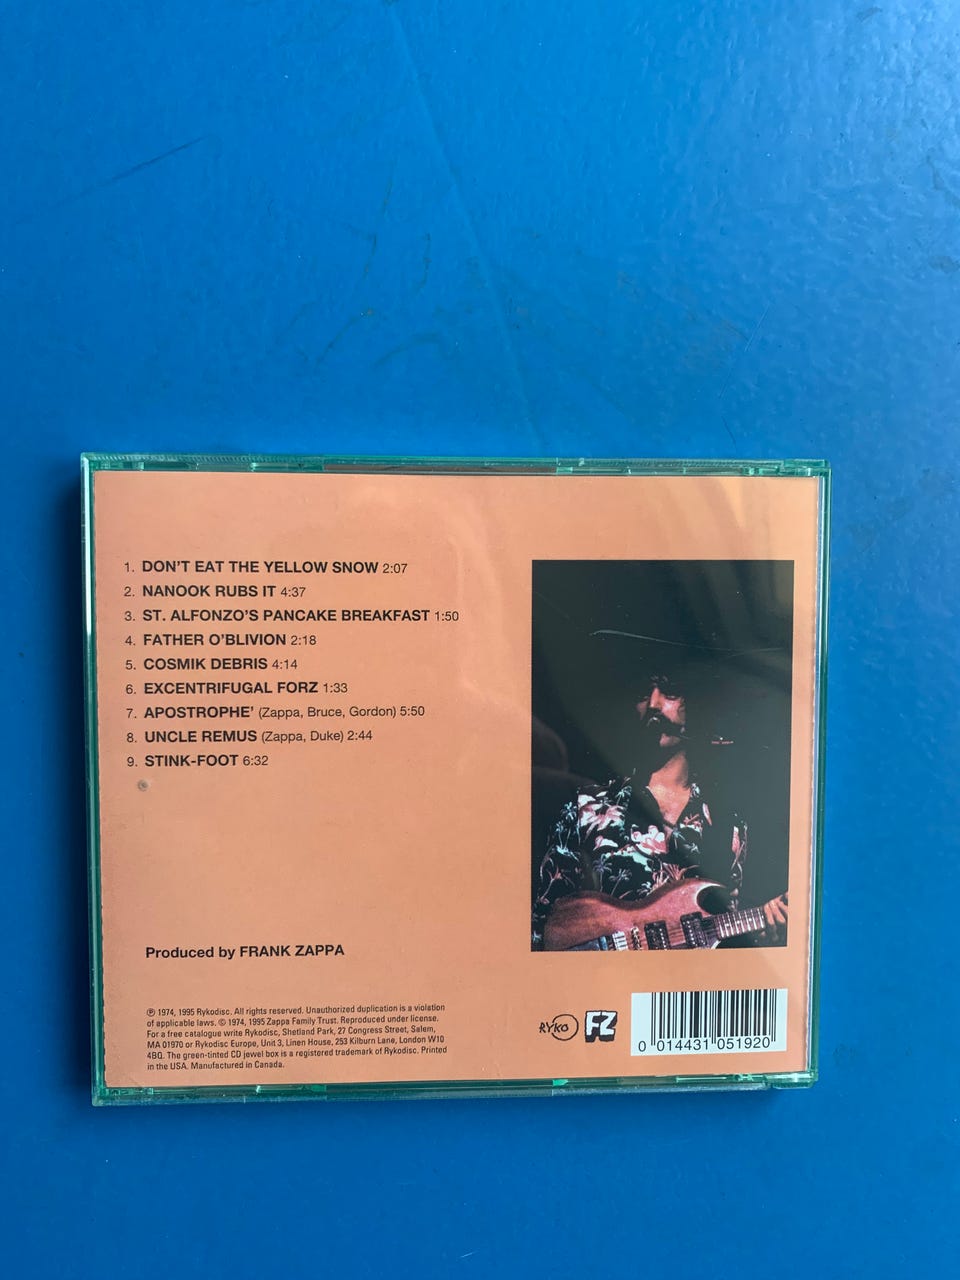 1. DON'T EAT THE YELLOW SNOW 2:07
2. NANOOK RUBS IT 4:37
3. ST. ALFONZO'S PANCAKE BREAKFAST 1:50
4. FATHER O'BLIVION 2:18
5. COSMIK DEBRIS 4:14
6. EXCENTRIFUGAL FORZ 1:33
7. APOSTROPHE' (Zappa, Bruce, Gordon) 5:50
8. UNCLE REMUS (Zappa, Duke) 2:44
9. STINK-FOOT 6:32
Produced by FRANK ZAPPA
℗ 1974, 1995 Rykodisc. All rights reserved. Unauthorized duplication is a violation
of applicable laws. © 1974, 1995 Zappa Family Trust. Reproduced under license.
For a free catalogue write Rykodisc, Shetland Park, 27 Congress Street, Salem,
MA 01970 or Rykodisc Europe, Unit 3, Linen House, 253 Kilburn Lane, London W10
4BQ. The green-tinted CD jewel box is a registered trademark of Rykodisc. Printed
in the USA. Manufactured in Canada.
RYKO
FZ
0 014431 051920